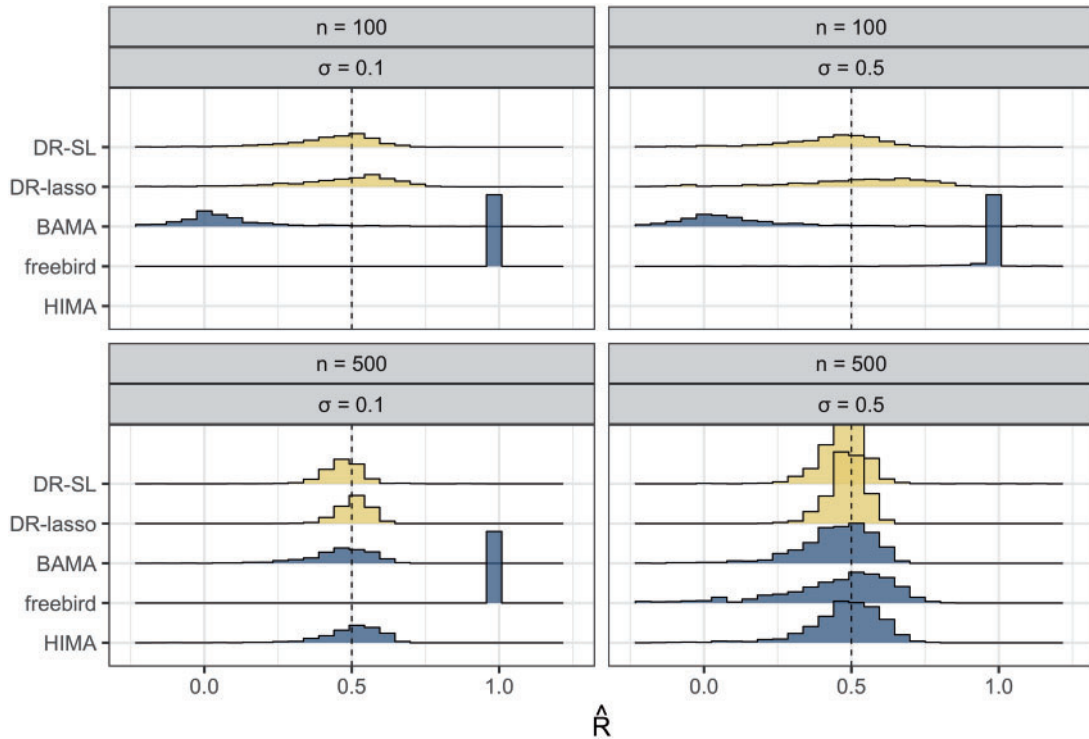 n = 100
n = 100
σ = 0.1
σ = 0.5
DR-SL
DR-lasso
BAMA
freebird
HIMA
n = 500
n = 500
σ = 0.1
σ = 0.5
DR-SL
DR-lasso
BAMA
freebird
HIMA
0.0 0.5 1.0 0.0 0.5 1.0
R̂